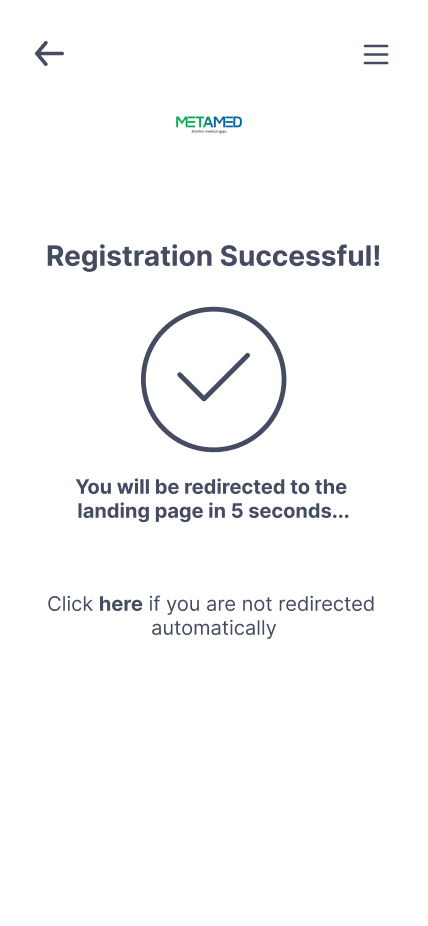 METAMED
Registration Successful!
You will be redirected to the
landing page in 5 seconds...
Click here if you are not redirected
automatically